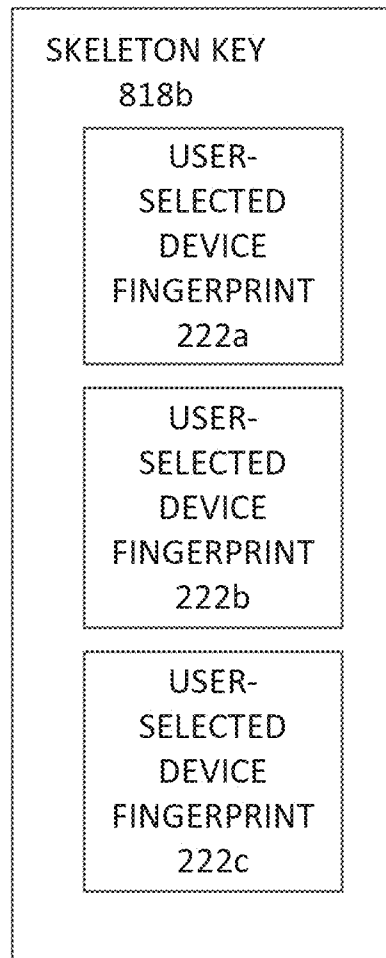 SKELETON KEY
818b
USER-
SELECTED
DEVICE
FINGERPRINT
222a
USER-
SELECTED
DEVICE
FINGERPRINT
222b
USER-
SELECTED
DEVICE
FINGERPRINT
222c